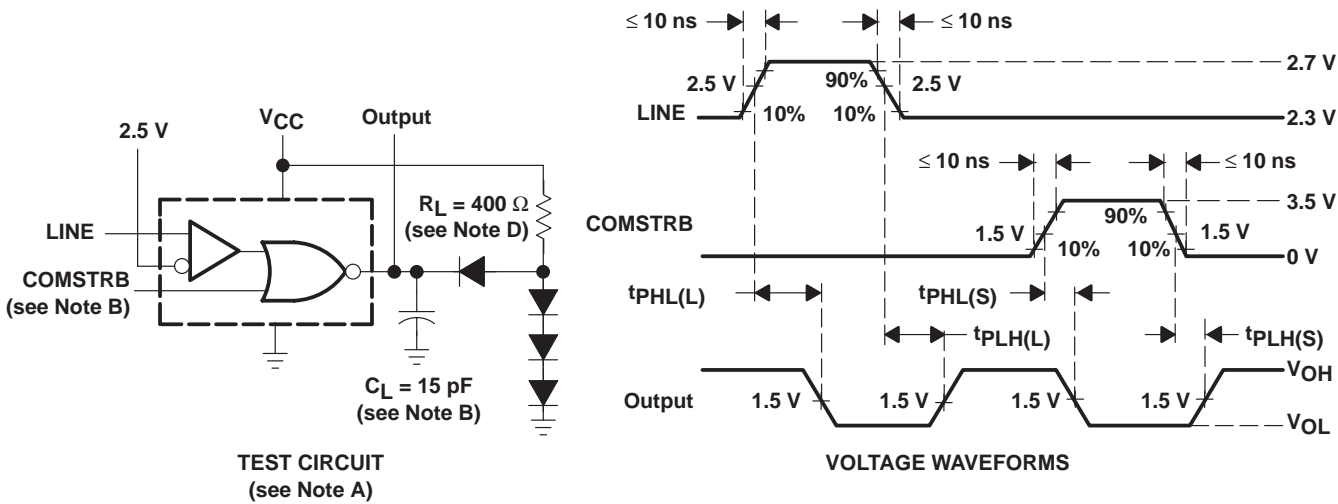 2.5 V
VCC
Output
LINE
COMSTRB
(see Note B)
RL = 400 Ω
(see Note D)
CL = 15 pF
(see Note B)
TEST CIRCUIT
(see Note A)
≤ 10 ns
≤ 10 ns
2.5 V
90%
2.5 V
2.7 V
LINE
10%
10%
2.3 V
≤ 10 ns
≤ 10 ns
COMSTRB
1.5 V
90%
1.5 V
3.5 V
10%
10%
0 V
tPHL(L)
tPHL(S)
tPLH(L)
tPLH(S)
Output
1.5 V
1.5 V
1.5 V
1.5 V
VOH
VOL
VOLTAGE WAVEFORMS